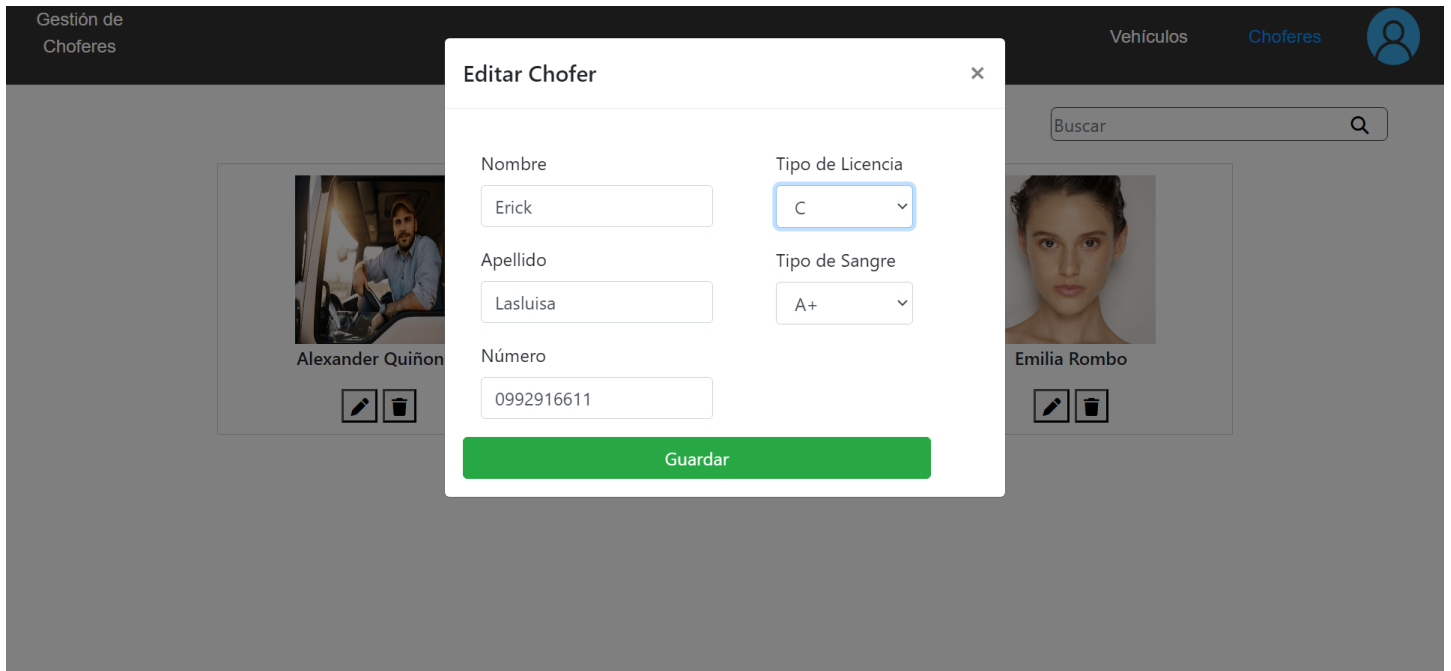 Gestión de
Choferes
Vehículos
Choferes
Editar Chofer
×
Buscar
Nombre
Tipo de Licencia
Erick
C
Apellido
Tipo de Sangre
Lasluisa
A+
Número
0992916611
Guardar
Alexander Quiñon
Emilia Rombo